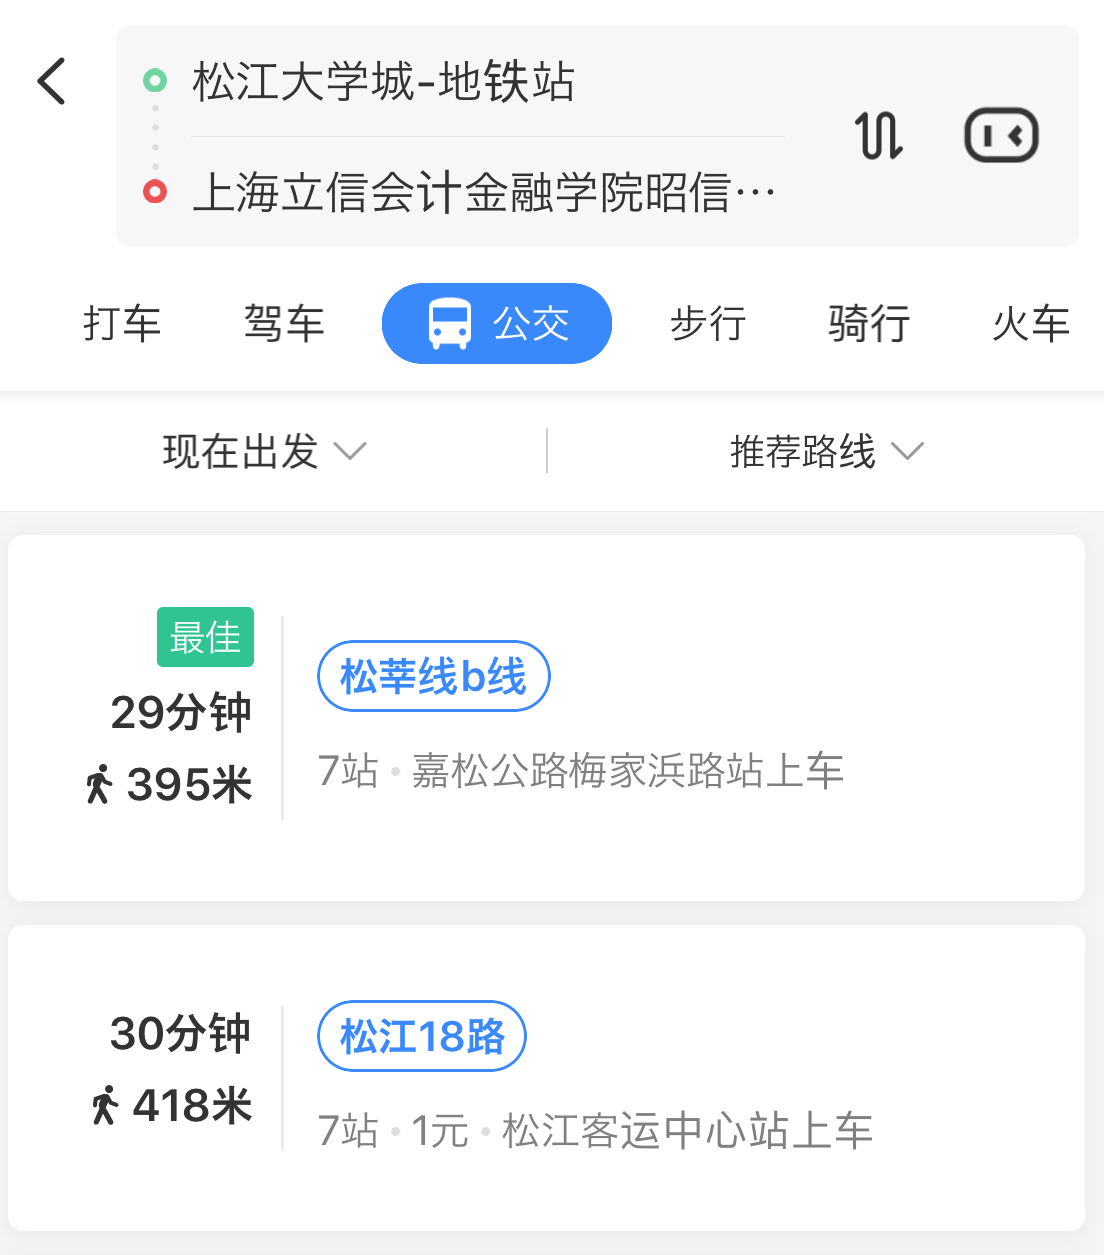 松江大学城-地铁站
上海立信会计金融学院昭信…
打车 驾车 公交 步行 骑行 火车
现在出发 推荐路线
最佳
29分钟
395米
松莘线b线
7站·嘉松公路梅家浜路站上车
30分钟
418米
松江18路
7站·1元·松江客运中心站上车